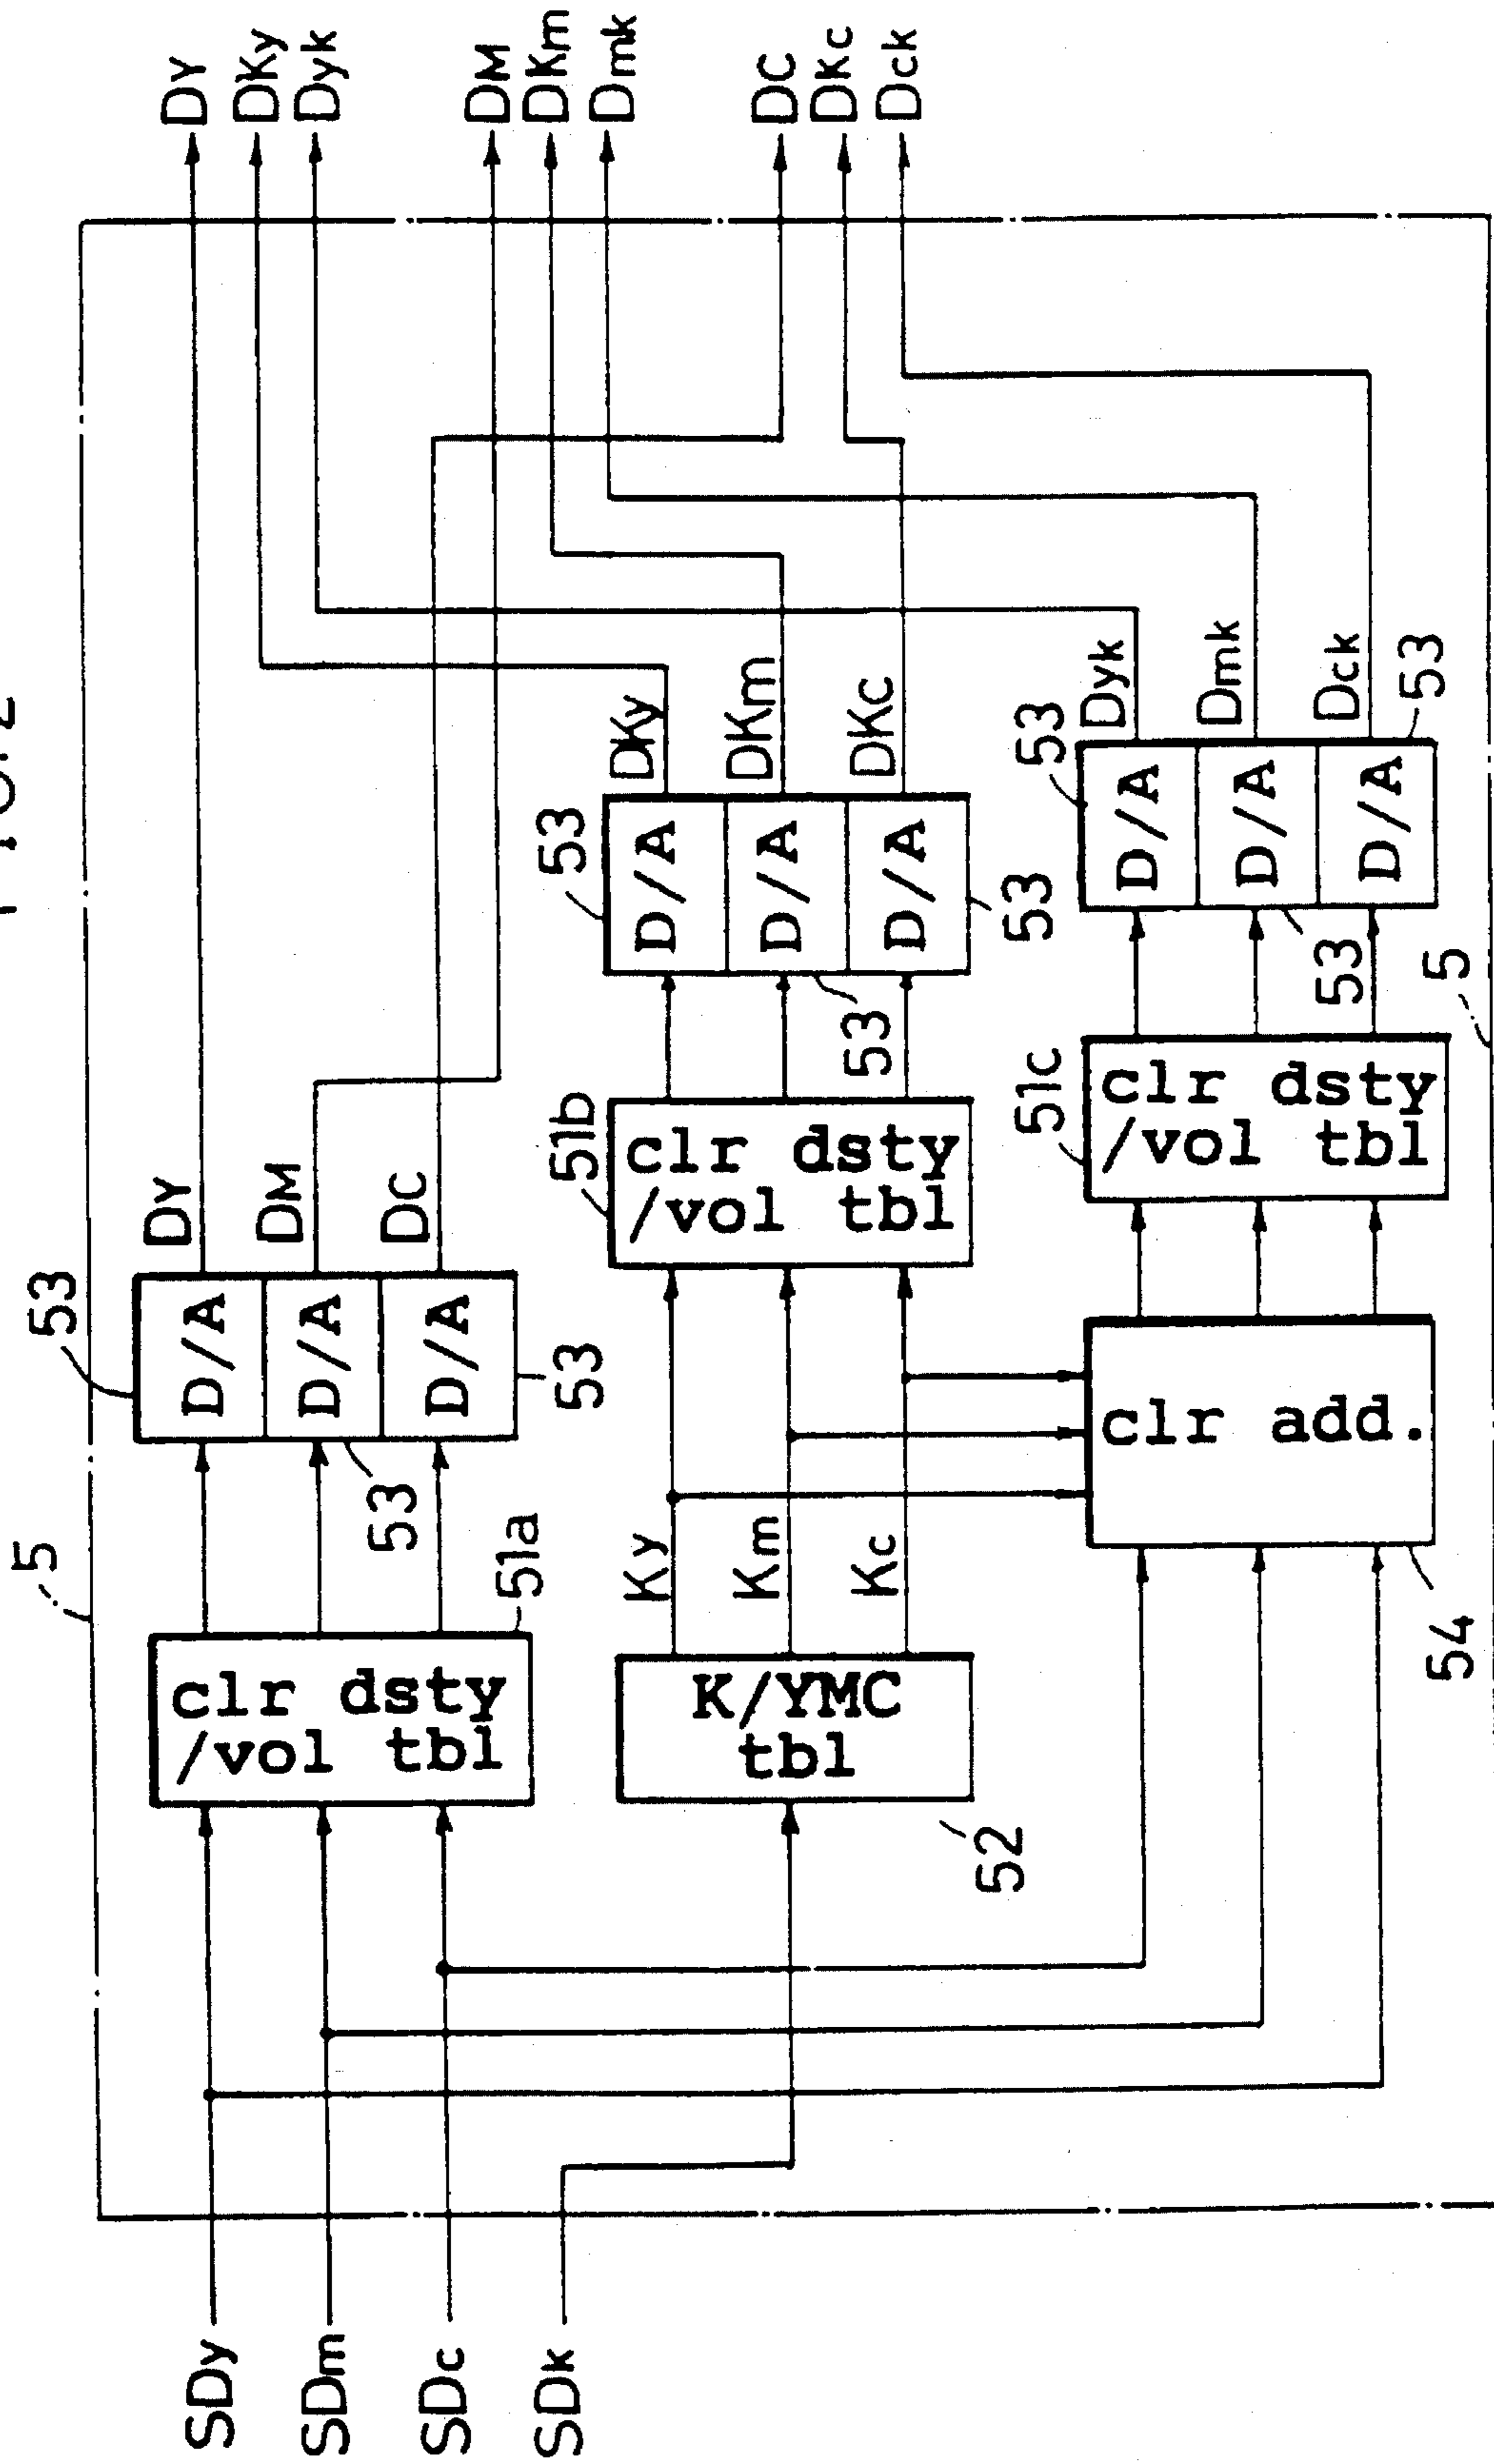 FIG. 2
5
SDy
SDm
SDc
SDk
clr dsty
/vol tbl
51a
D/A
D/A
D/A
53
53
53
DY
DM
DC
K/YMC
tbl
52
Ky
Km
Kc
clr dsty
/vol tbl
51b
D/A
D/A
D/A
53
53
53
DKy
DKm
DKc
clr add.
54
clr dsty
/vol tbl
51c
D/A
D/A
D/A
53
53
53
Dyk
Dmk
Dck
5
DY
DKy
Dyk
DM
DKm
Dmk
DC
DKc
Dck